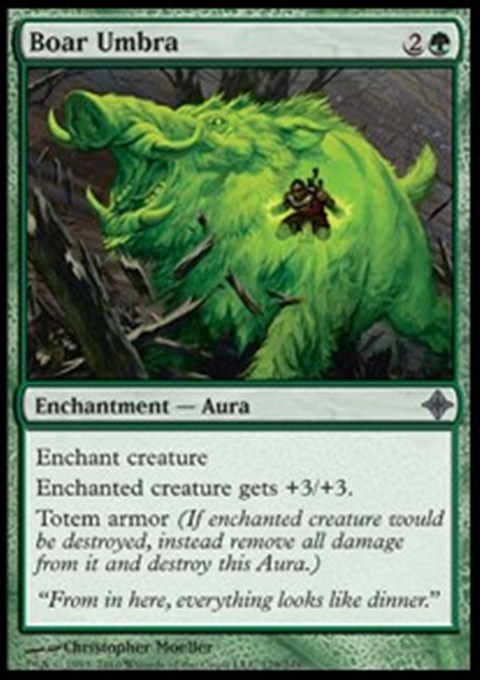 Boar Umbra 2
Enchantment — Aura
Enchant creature
Enchanted creature gets +3/+3.
Totem armor (If enchanted creature would
be destroyed, instead remove all damage
from it and destroy this Aura.)
“From in here, everything looks like dinner.”
Christopher Moeller